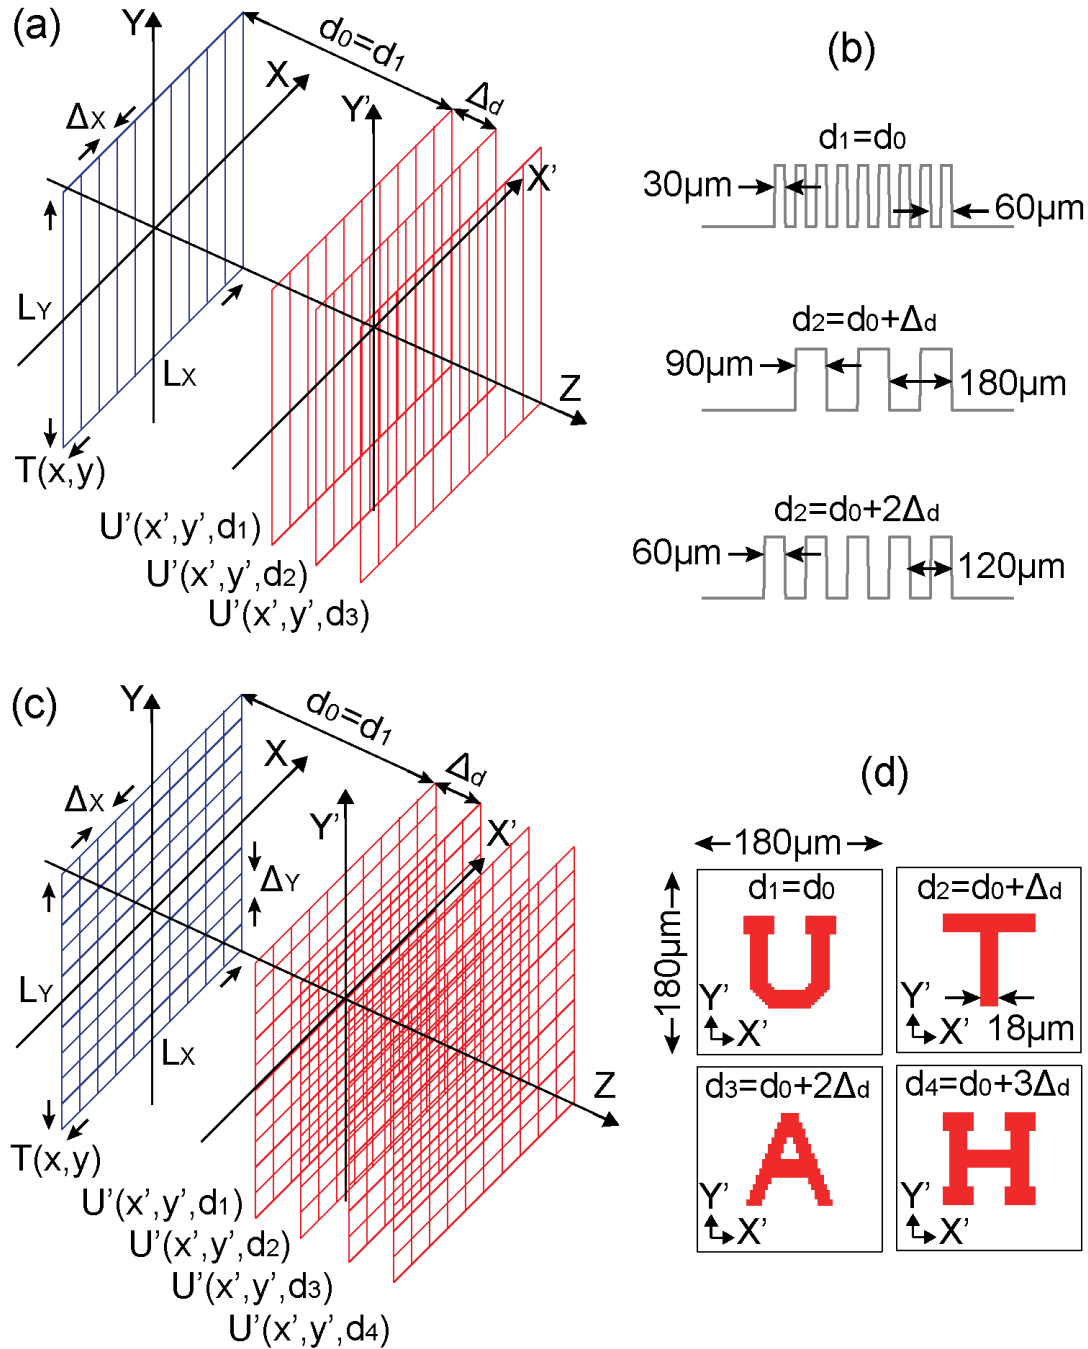 (a)
Y
d0=d1
X
Δd
ΔX
Y'
X'
LY
LX
Z
T(x,y)
U'(x',y',d1)
U'(x',y',d2)
U'(x',y',d3)
(b)
d1=d0
30µm
60µm
d2=d0+Δd
90µm
180µm
d2=d0+2Δd
60µm
120µm
(c)
Y
d0=d1
X
Δd
ΔX
Y'
X'
ΔY
LY
LX
Z
T(x,y)
U'(x',y',d1)
U'(x',y',d2)
U'(x',y',d3)
U'(x',y',d4)
(d)
180µm
180µm
d1=d0
U
d2=d0+Δd
T
Y'
X'
18µm
Y'
X'
d3=d0+2Δd
A
Y'
X'
d4=d0+3Δd
H
Y'
X'